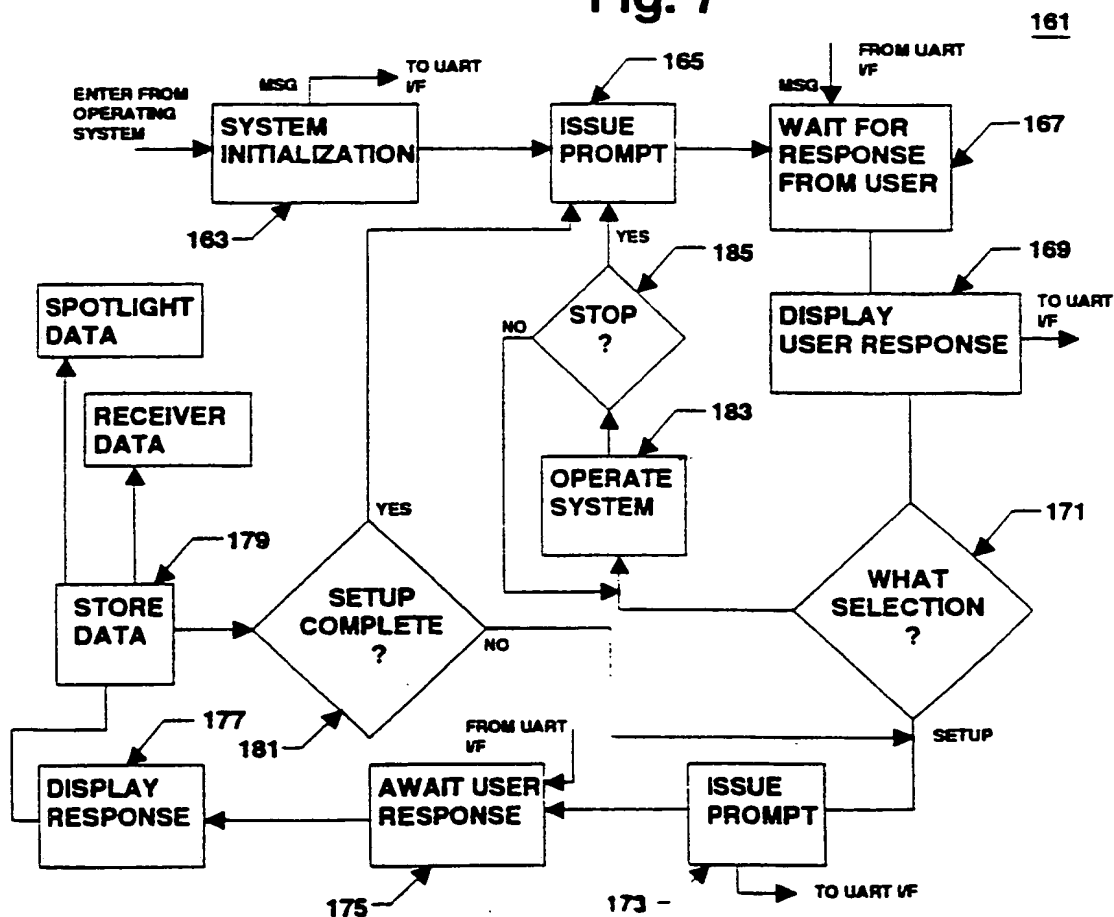 Fig. 7
161
ENTER FROM
OPERATING
SYSTEM
MSG
TO UART
I/F
SYSTEM
INITIALIZATION
163
165
ISSUE
PROMPT
FROM UART
I/F
MSG
WAIT FOR
RESPONSE
FROM USER
167
169
DISPLAY
USER RESPONSE
TO UART
I/F
YES
185
STOP
?
NO
183
OPERATE
SYSTEM
171
WHAT
SELECTION
?
SETUP
SPOTLIGHT
DATA
RECEIVER
DATA
179
STORE
DATA
YES
SETUP
COMPLETE
?
NO
181
177
DISPLAY
RESPONSE
FROM UART
I/F
AWAIT USER
RESPONSE
175
ISSUE
PROMPT
173
TO UART I/F